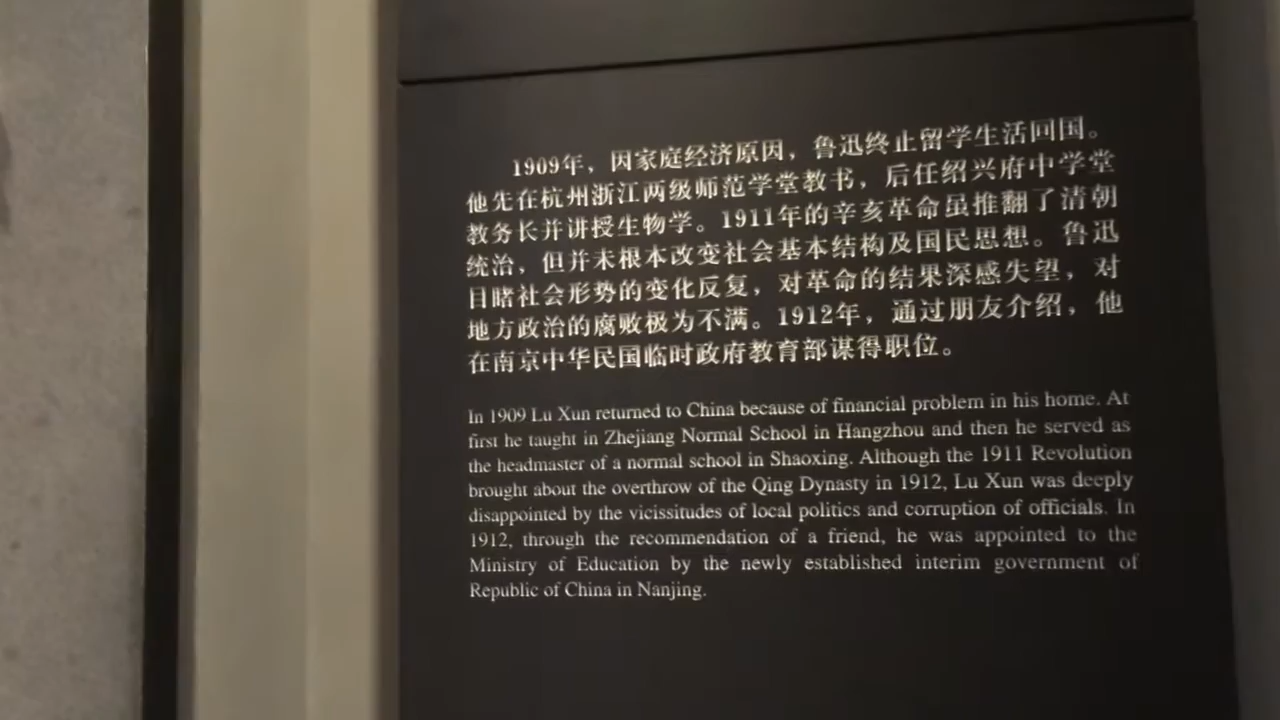 1909年，因家庭经济原因，鲁迅终止留学生活回国。
他先在杭州浙江两级师范学堂教书，后任绍兴府中学堂
教务长并讲授生物学。1911年的辛亥革命虽推翻了清朝
统治，但并未根本改变社会基本结构及国民思想。鲁迅
目睹社会形势的变化反复，对革命的结果深感失望，对
地方政治的腐败极为不满。1912年，通过朋友介绍，他
在南京中华民国临时政府教育部谋得职位。
In 1909 Lu Xun returned to China because of financial problem in his home. At
first he taught in Zhejiang Normal School in Hangzhou and then he served as
the headmaster of a normal school in Shaoxing. Although the 1911 Revolution
brought about the overthrow of the Qing Dynasty in 1912, Lu Xun was deeply
disappointed by the vicissitudes of local politics and corruption of officials. In
1912, through the recommendation of a friend, he was appointed to the
Ministry of Education by the newly established interim government of
Republic of China in Nanjing.